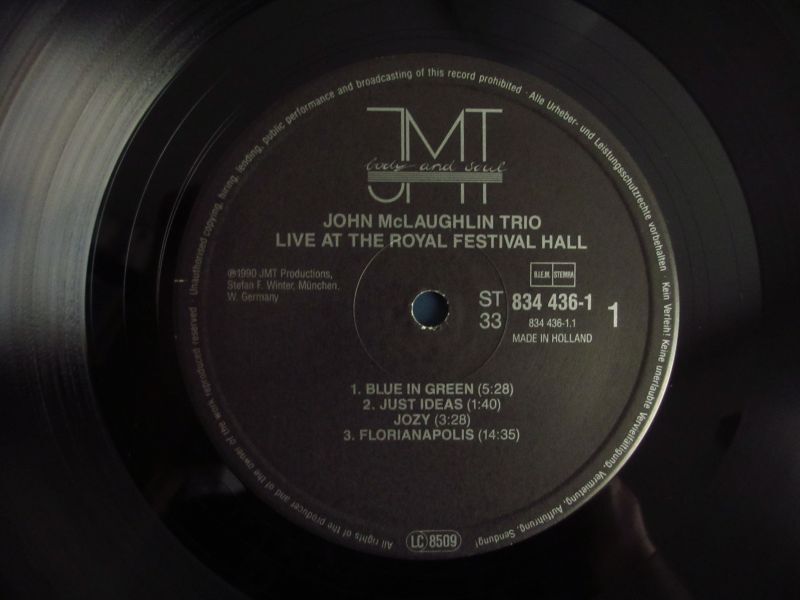 Unauthorized copying, hiring, lending, public performance and broadcasting of this record prohibited · Alle Urheber- und Leistungsschutzrechte vorbehalten · Kein Verleih! Keine unerlaubte Vervielfältigung, Vermietung, Aufführung, Sendung!
JMT
body and soul
JOHN McLAUGHLIN TRIO
LIVE AT THE ROYAL FESTIVAL HALL
℗1990 JMT Productions,
Stefan F. Winter, München,
W. Germany
B.I.E.M. STEMRA
ST 834 436-1 1
33 834 436-1.1
MADE IN HOLLAND
1. BLUE IN GREEN (5:28)
2. JUST IDEAS (1:40)
JOZY (3:28)
3. FLORIANAPOLIS (14:35)
LC 8509
All rights of the producer and of the owner of the work reproduced reserved